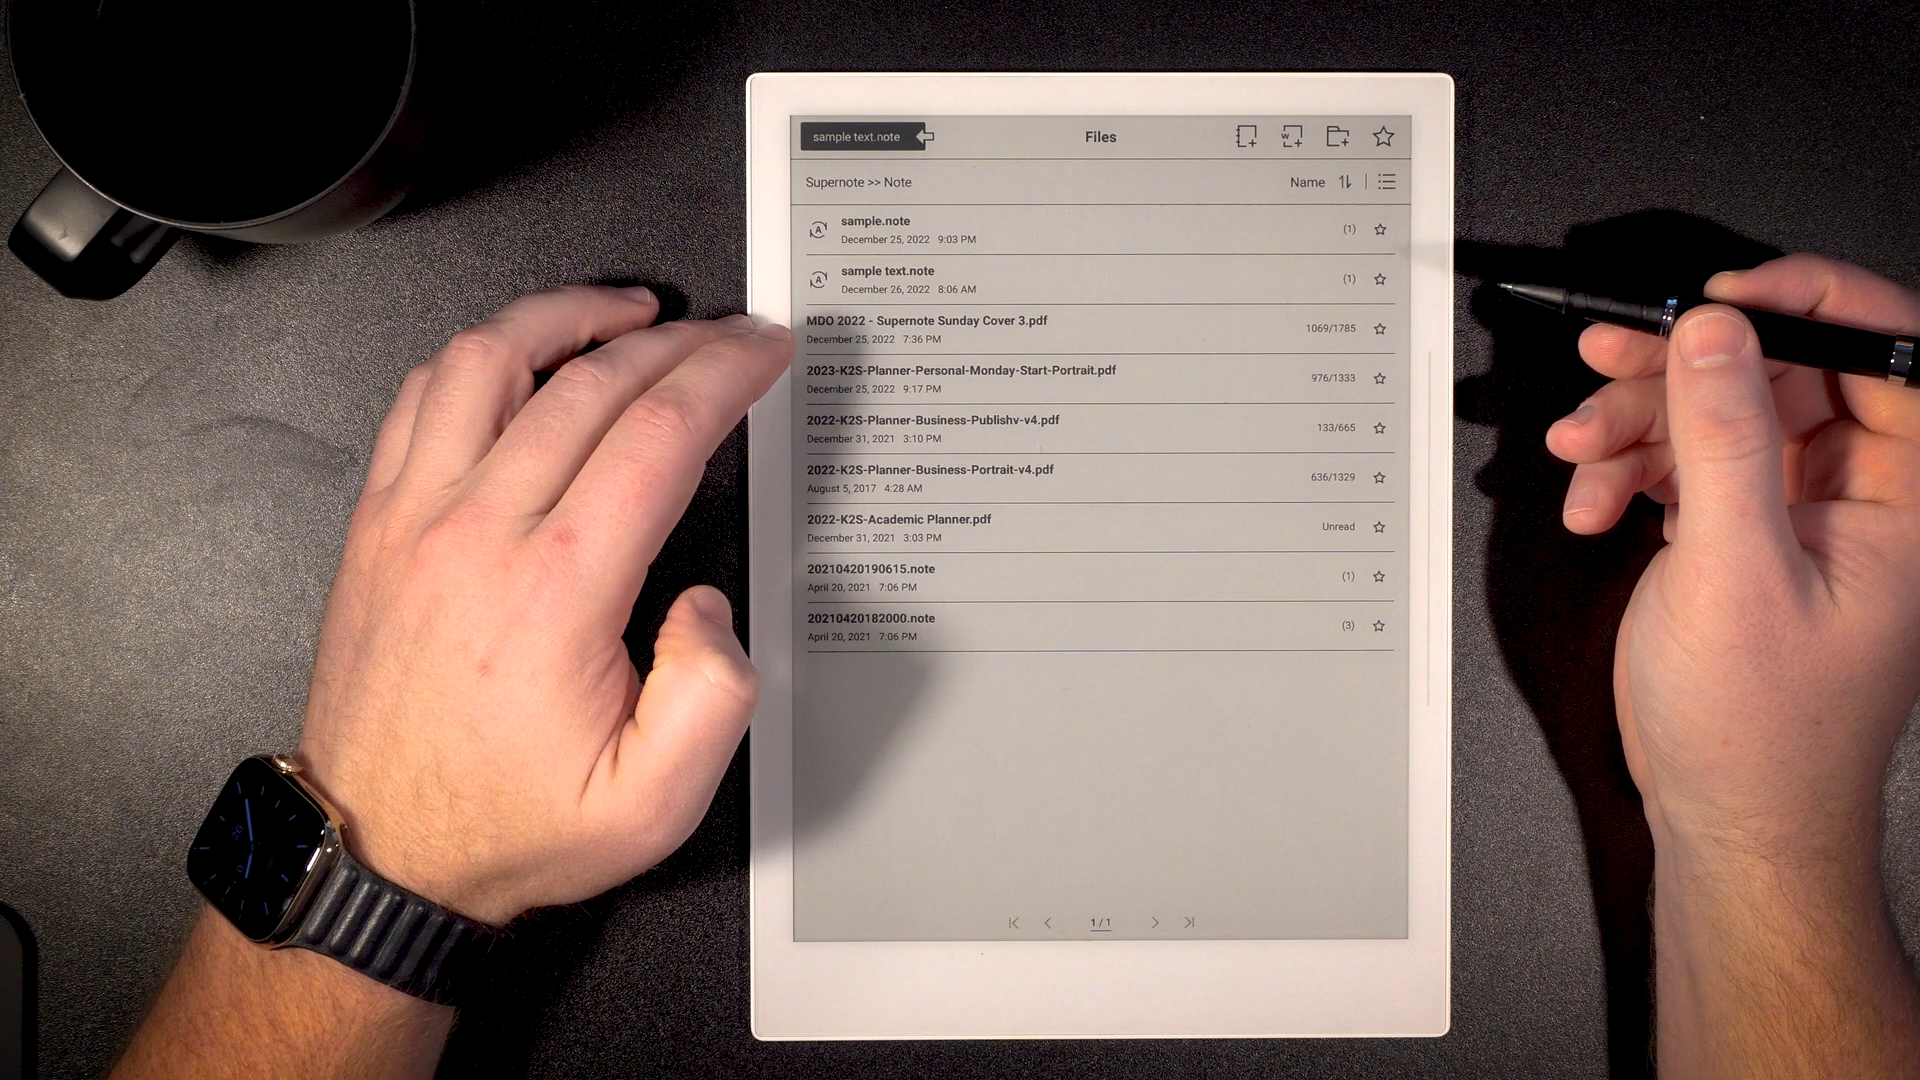 sample text.note
Files
Supernote >> Note
Name
sample.note
December 25, 2022 9:03 PM
(1)
sample text.note
December 26, 2022 8:06 AM
(1)
MDO 2022 - Supernote Sunday Cover 3.pdf
December 25, 2022 7:36 PM
1069/1785
2023-K2S-Planner-Personal-Monday-Start-Portrait.pdf
December 25, 2022 9:17 PM
976/1333
2022-K2S-Planner-Business-Publishv-v4.pdf
December 31, 2021 3:10 PM
133/665
2022-K2S-Planner-Business-Portrait-v4.pdf
August 5, 2017 4:28 AM
636/1329
2022-K2S-Academic Planner.pdf
December 31, 2021 3:03 PM
Unread
20210420190615.note
April 20, 2021 7:06 PM
(1)
20210420182000.note
April 20, 2021 7:06 PM
(3)
1 / 1